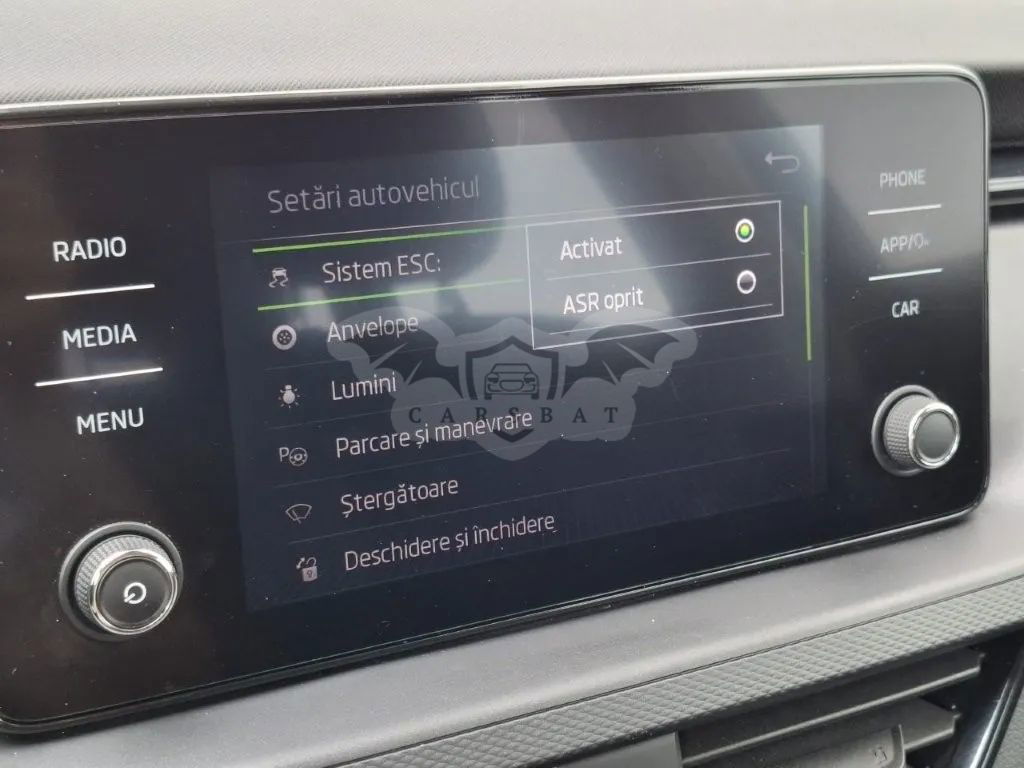 RADIO
MEDIA
MENU
Setări autovehicul
Sistem ESC:
Activat
ASR oprit
Anvelope
Lumini
Parcare și manevrare
Ștergătoare
Deschidere și închidere
PHONE
CAR
CARSBAT
P